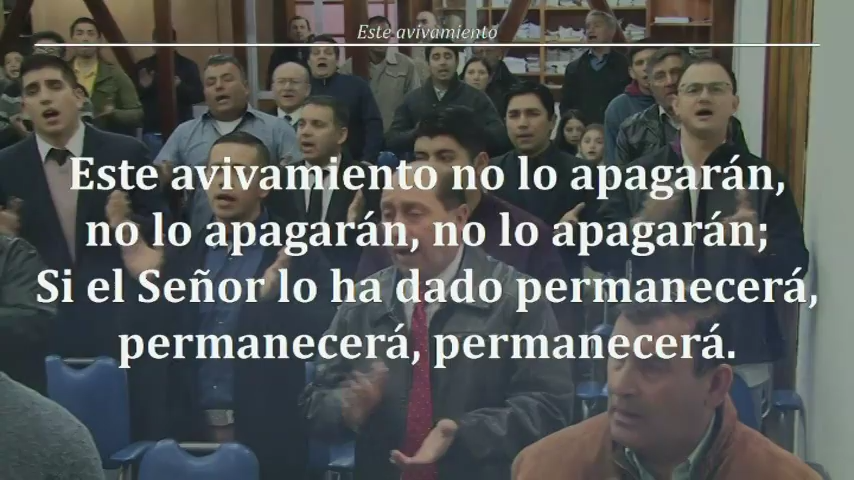 Este avivamiento
Este avivamiento no lo apagarán,
no lo apagarán, no lo apagarán;
Si el Señor lo ha dado permanecerá,
permanecerá, permanecerá.